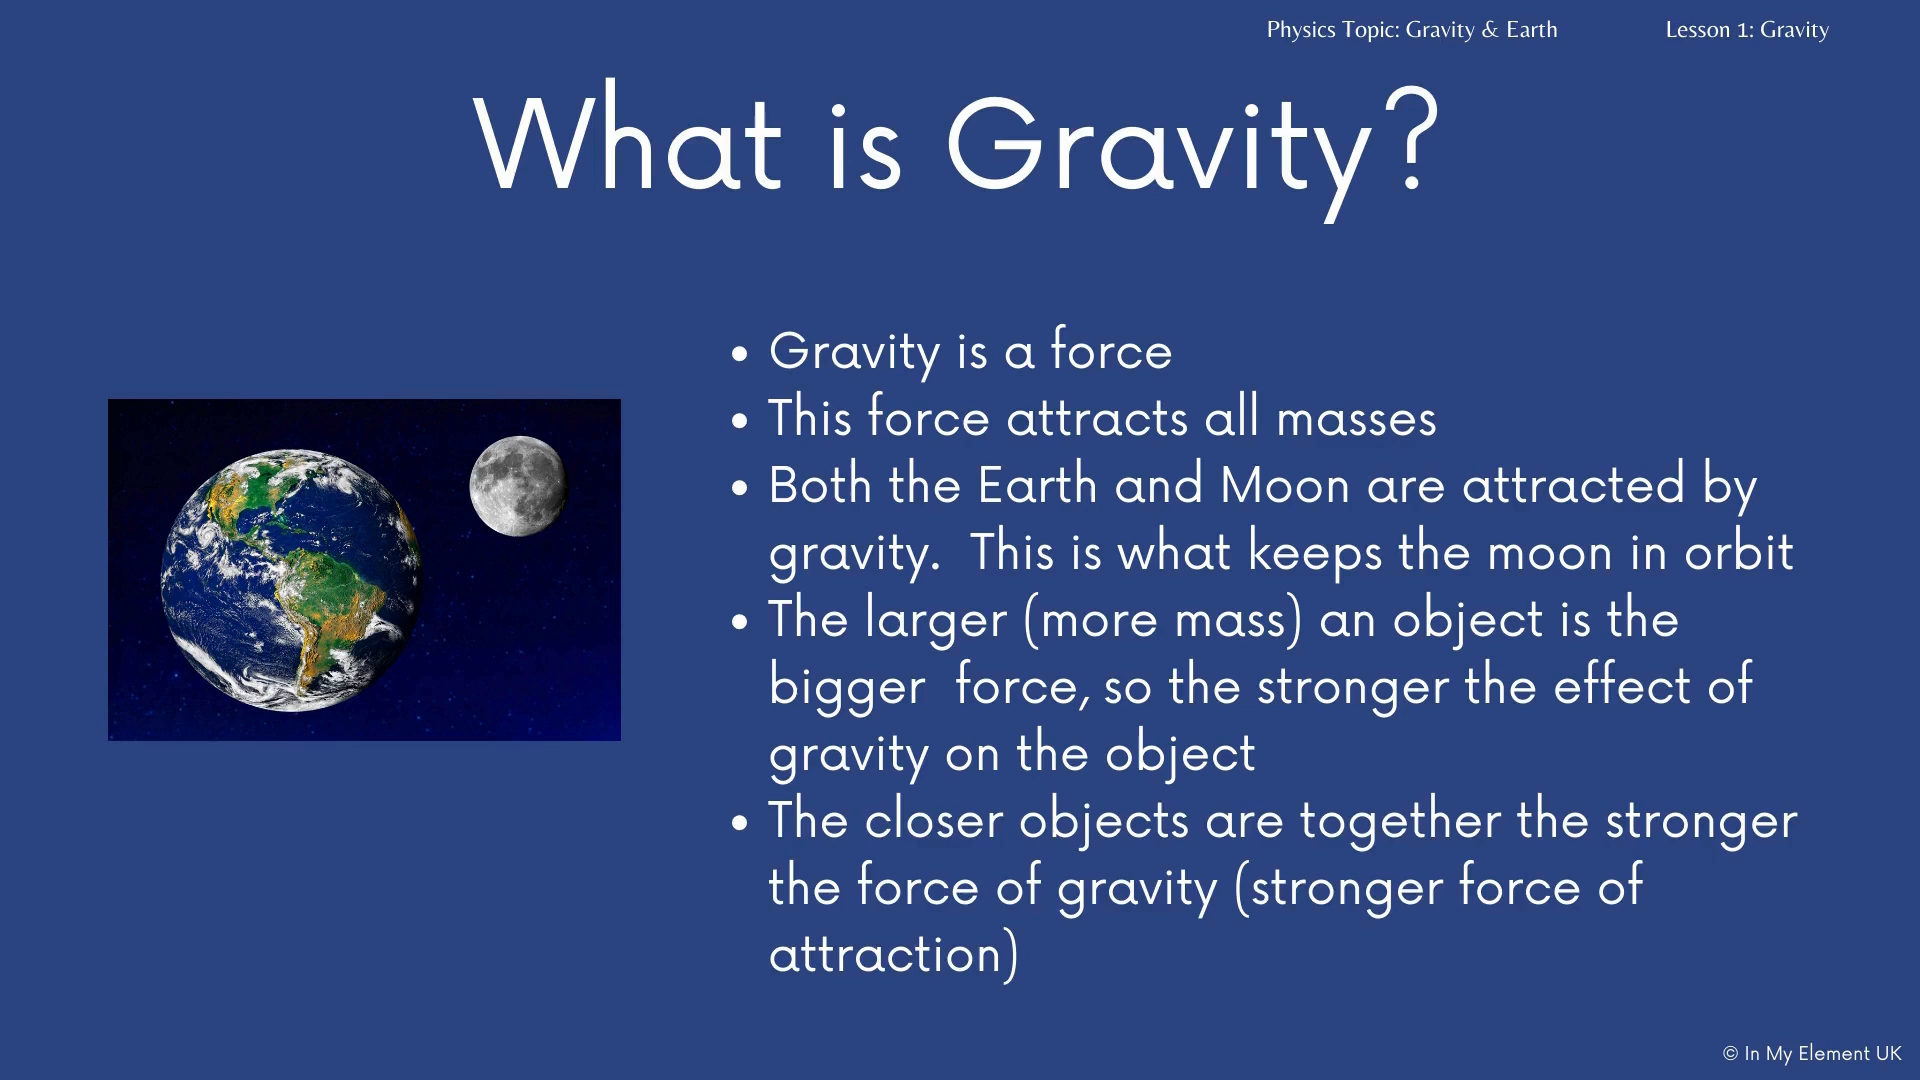 Physics Topic: Gravity & Earth
Lesson 1: Gravity
What is Gravity?
• Gravity is a force
• This force attracts all masses
• Both the Earth and Moon are attracted by
gravity.  This is what keeps the moon in orbit
• The larger (more mass) an object is the
bigger  force, so the stronger the effect of
gravity on the object
• The closer objects are together the stronger
the force of gravity (stronger force of
attraction)
© In My Element UK